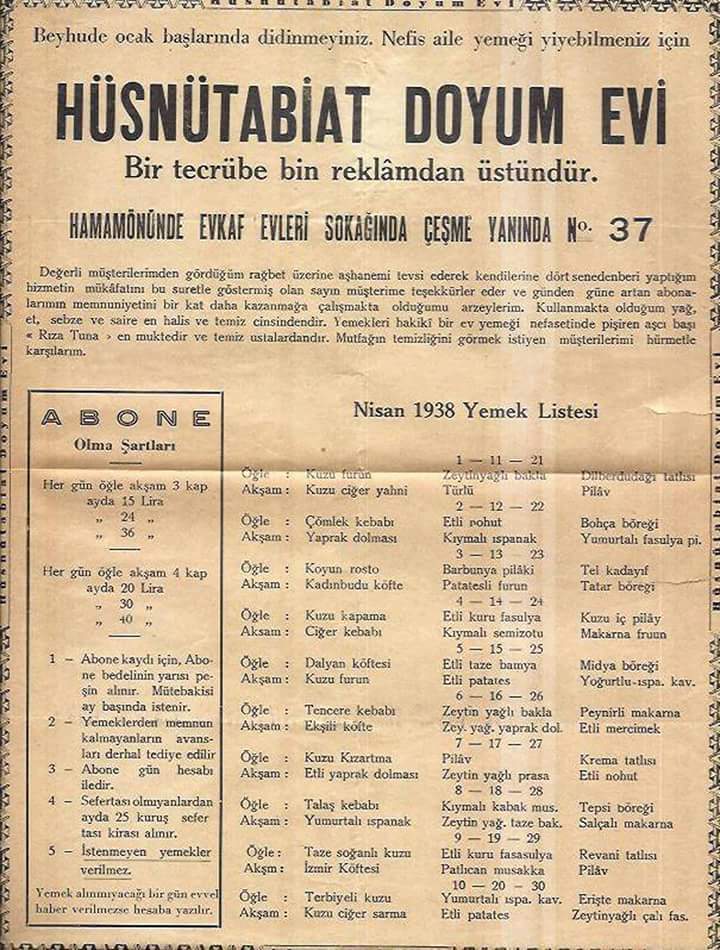 Hüsnütabiat Doyum Evi
Beyhude ocak başlarında didinmeyiniz. Nefis aile yemeği yiyebilmeniz için
HÜSNÜTABİAT DOYUM EVİ
Bir tecrübe bin reklâmdan üstündür.
HAMAMÖNÜNDE EVKAF EVLERİ SOKAĞINDA ÇEŞME YANINDA No. 37
Değerli müşterilerimden gördüğüm rağbet üzerine aşhanemi tevsi ederek kendilerine dört senedenberi yaptığım
hizmetin mükâfatını bu suretle göstermiş olan sayın müşterime teşekkürler eder ve günden güne artan abona-
larımın memnuniyetini bir kat daha kazanmağa çalışmakta olduğumu arzeylerim. Kullanmakta olduğum yağ,
et, sebze ve saire en halis ve temiz cinsindendir. Yemekleri hakikî bir ev yemeği nefasetinde pişiren aşcı başı
« Rıza Tuna » en muktedir ve temiz ustalardandır. Mutfağın temizliğini görmek istiyen müşterilerimi hürmetle
karşılarım.
ABONE
Olma Şartları
Her gün öğle akşam 3 kap
ayda 15 Lira
„ 24 „
„ 36 „
Her gün öğle akşam 4 kap
ayda 20 Lira
„ 30 „
„ 40 „
1 – Abone kaydı için, Abo-
ne bedelinin yarısı pe-
şin alınır. Mütebakisi
ay başında istenir.
2 – Yemeklerden memnun
kalmayanların avans-
ları derhal tediye edilir
3 – Abone gün hesabı
iledir.
4 – Sefertası olmıyanlardan
ayda 25 kuruş sefer
tası kirası alınır.
5 – İstenmeyen yemekler
verilmez.
Yemek alınmıyacağı bir gün evvel
haber verilmezse hesaba yazılır.
Nisan 1938 Yemek Listesi
1 — 11 — 21
Öğle : Kuzu furun Zeytinyağlı bakla Dilberdudağı tatlısı
Akşam : Kuzu ciğer yahni Türlü Pilâv
2 — 12 — 22
Öğle : Çömlek kebabı Etli nohut Bohça böreği
Akşam : Yaprak dolması Kıymalı ıspanak Yumurtalı fasulya pi.
3 — 13 23
Öğle : Koyun rosto Barbunya pilâki Tel kadayıf
Akşam : Kadınbudu köfte Patatesli furun Tatar böreği
4 — 14 — 24
Öğle : Kuzu kapama Etli kuru fasulya Kuzu iç pilây
Aksam : Ciğer kebabı Kıymalı semizotu Makarna fruun
5 — 15 — 25
Öğle : Dalyan köftesi Etli taze bamya Midya böreği
Akşam : Kuzu furun Etli patates Yoğurtlu-ıspa. kav.
6 — 16 — 26
Öğle : Tencere kebabı Zeytin yağlı bakla Peynirli makarna
Akşam : Ekşili köfte Zey. yağ. yaprak dol. Etli mercimek
7 — 17 — 27
Öğle : Kuzu Kızartma Pilâv Krema tatlısı
Akşam : Etli yaprak dolması Zeytin yağlı prasa Etli nohut
8 — 18 — 28
Öğle : Talaş kebabı Kıymalı kabak mus. Tepsi böreği
Akşam : Yumurtalı ıspanak Zeytin yağ. taze bak. Salçalı makarna
9 — 19 — 29
Öğle : Taze soğanlı kuzu Etli kuru fasasulya Revani tatlısı
Akşm : İzmir Köftesi Patlıcan musakka Pilâv
10 — 20 - 30
Öğle : Terbiyeli kuzu Yumurtalı ıspa. kav. Erişte makarna
Akşam : Kuzu ciğer sarma Etli patates Zeytinyağlı çalı fas.